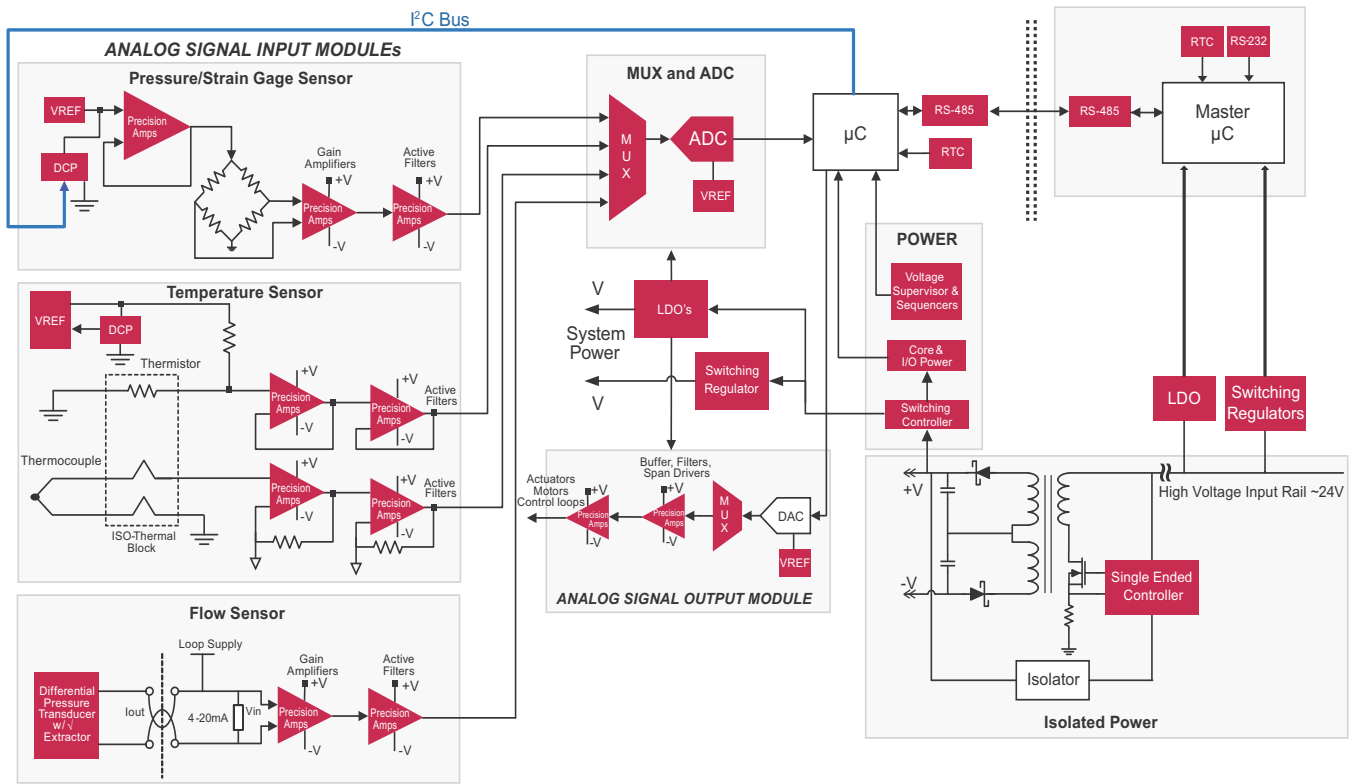 I²C Bus
ANALOG SIGNAL INPUT MODULEs
Pressure/Strain Gage Sensor
VREF
Precision
Amps
DCP
Gain
Amplifiers
+V
Precision
Amps
-V
Active
Filters
+V
Precision
Amps
-V
Temperature Sensor
VREF
DCP
Thermistor
+V
Precision
Amps
-V
+V
Precision
Amps
-V
Active
Filters
Thermocouple
+V
Precision
Amps
-V
+V
Precision
Amps
-V
Active
Filters
ISO-Thermal
Block
Flow Sensor
Loop Supply
Differential
Pressure
Transducer
w/√
Extractor
Iout
4-20mA
Vin
Gain
Amplifiers
+V
Precision
Amps
-V
Active
Filters
+V
Precision
Amps
-V
MUX and ADC
MUX
ADC
VREF
µC
RS-485
RTC
RS-485
RTC
RS-232
Master
µC
V
LDO's
System
Power
Switching
Regulator
V
POWER
Voltage
Supervisor &
Sequencers
Core &
I/O Power
Switching
Controller
LDO
Switching
Regulators
Buffer, Filters,
Span Drivers
Actuators
Motors
Control loops
+V
Precision
Amps
-V
+V
Precision
Amps
-V
MUX
DAC
VREF
ANALOG SIGNAL OUTPUT MODULE
+V
-V
High Voltage Input Rail ~24V
Single Ended
Controller
Isolator
Isolated Power